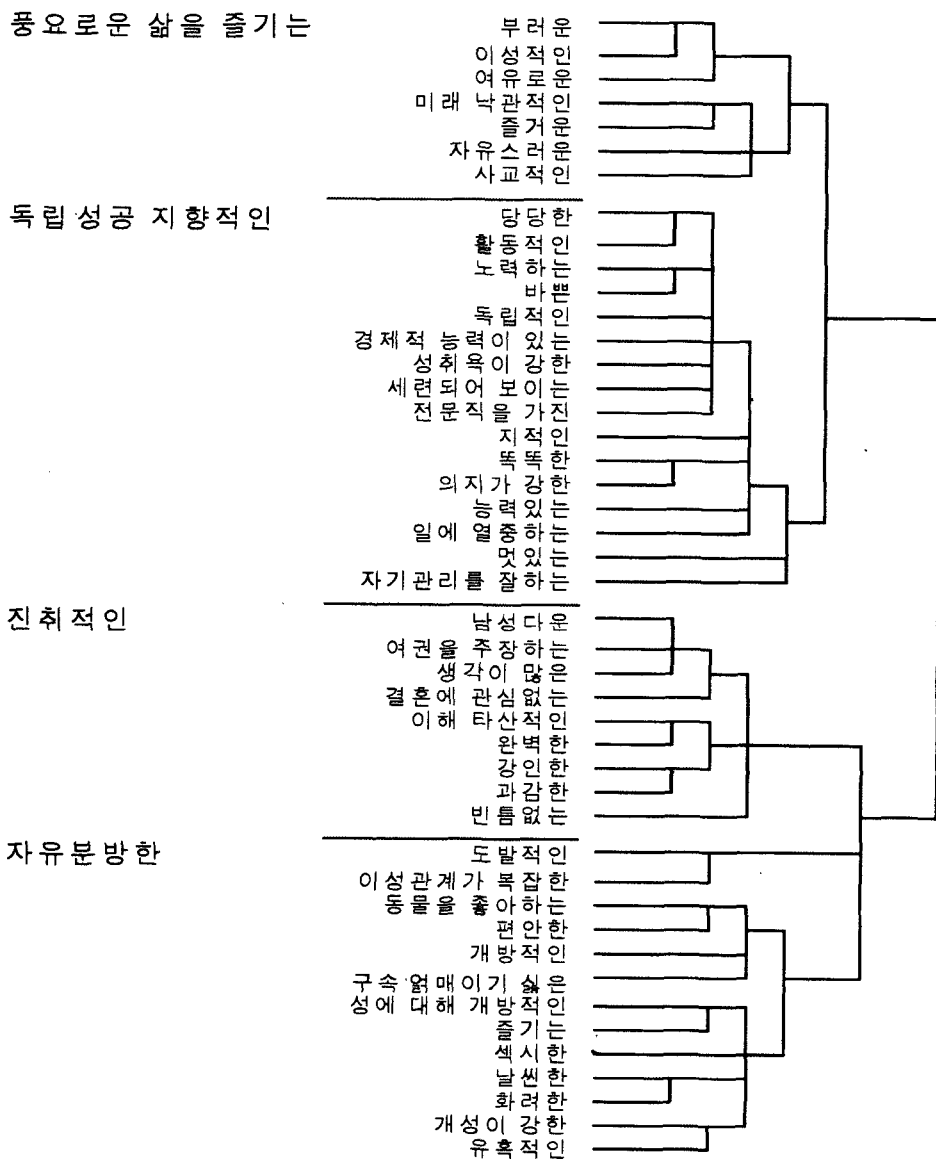 풍요로운 삶을 즐기는
부러운
이성적인
여유로운
미래 낙관적인
즐거운
자유스러운
사교적인
독립성공 지향적인
당당한
활동적인
노력하는
바쁜
독립적인
경제적 능력이 있는
성취욕이 강한
세련되어 보이는
전문직을 가진
지적인
똑똑한
의지가 강한
능력있는
일에 열중하는
멋있는
자기관리를 잘하는
진취적인
남성다운
여권을 주장하는
생각이 많은
결혼에 관심없는
이해 타산적인
완벽한
강인한
과감한
빈틈없는
자유분방한
도발적인
이성관계가 복잡한
동물을 좋아하는
편안한
개방적인
구속 얽매이기 싫은
성에 대해 개방적인
즐기는
섹시한
날씬한
화려한
개성이 강한
유혹적인